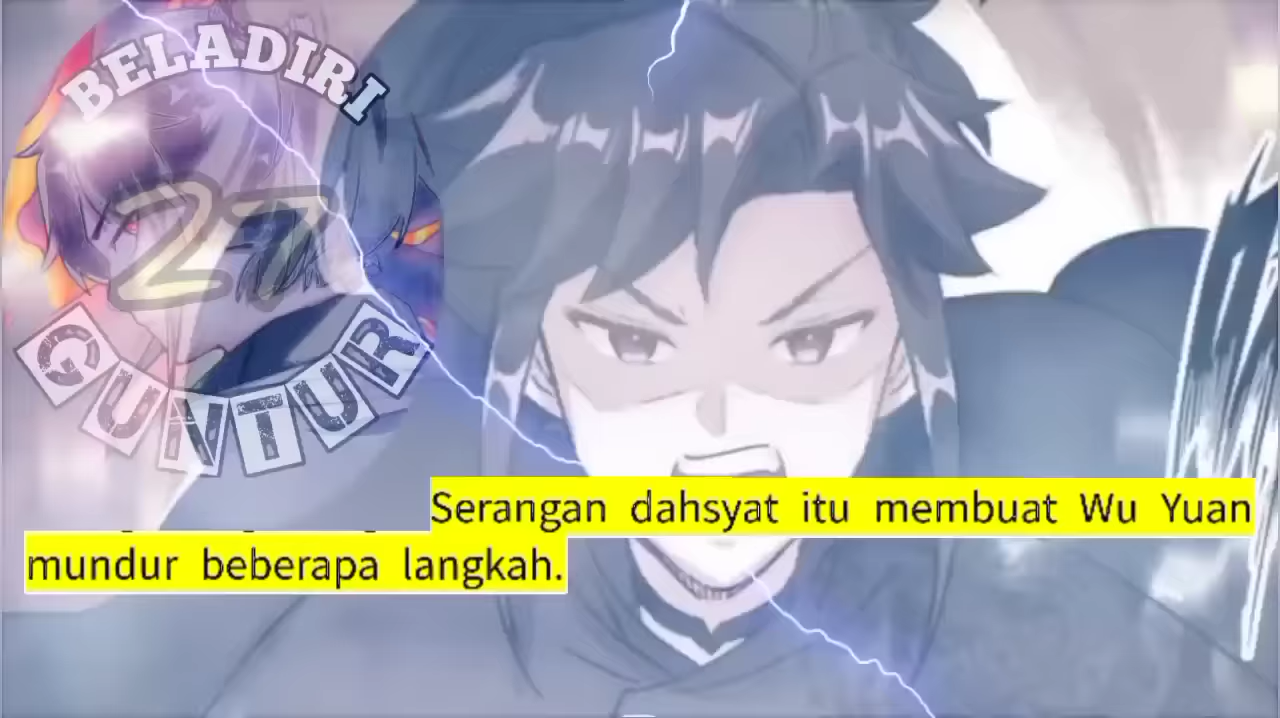 BELADIRI
27
GUNTUR
Serangan dahsyat itu membuat Wu Yuan
mundur beberapa langkah.